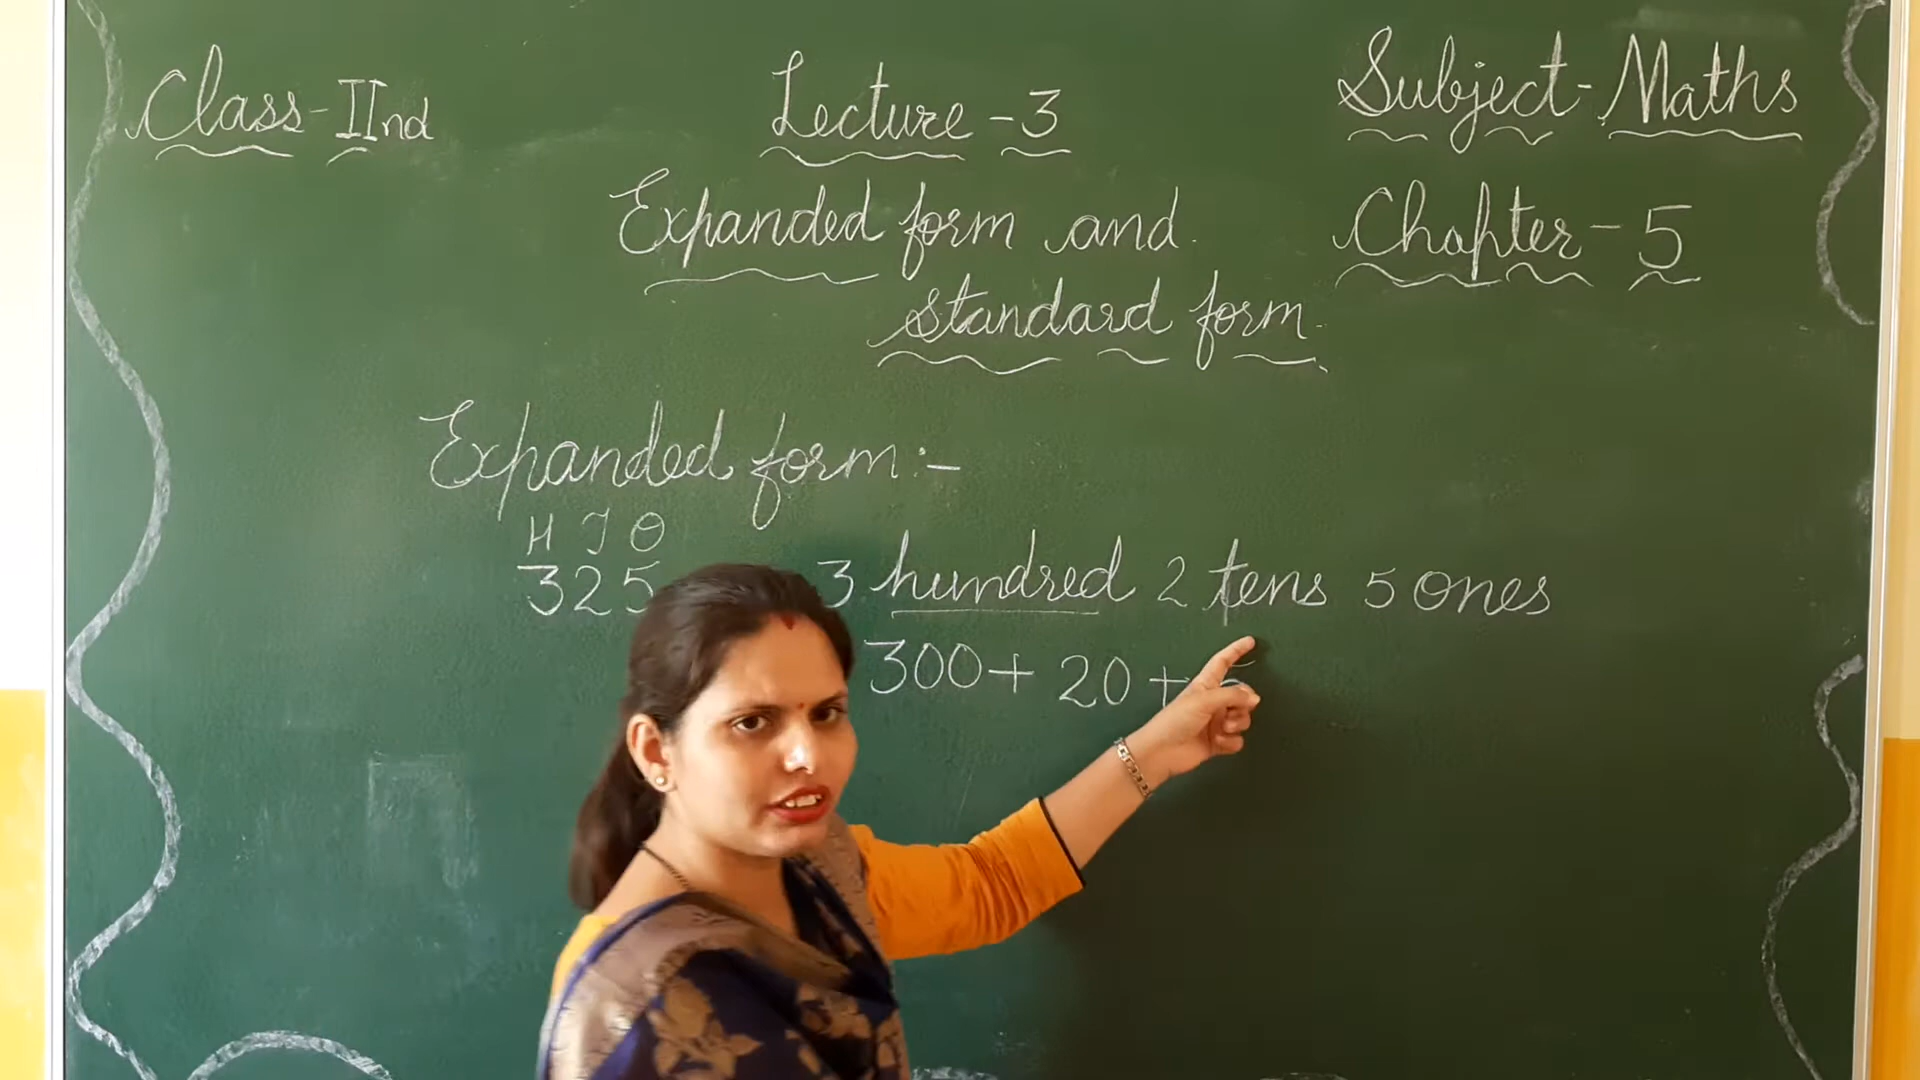 Class-IInd Lecture-3 Subject-Maths
Expanded form and Chapter-5
standard form
Expanded form:-
H T O
325 3 hundred 2 tens 5 ones
300+ 20 + 5